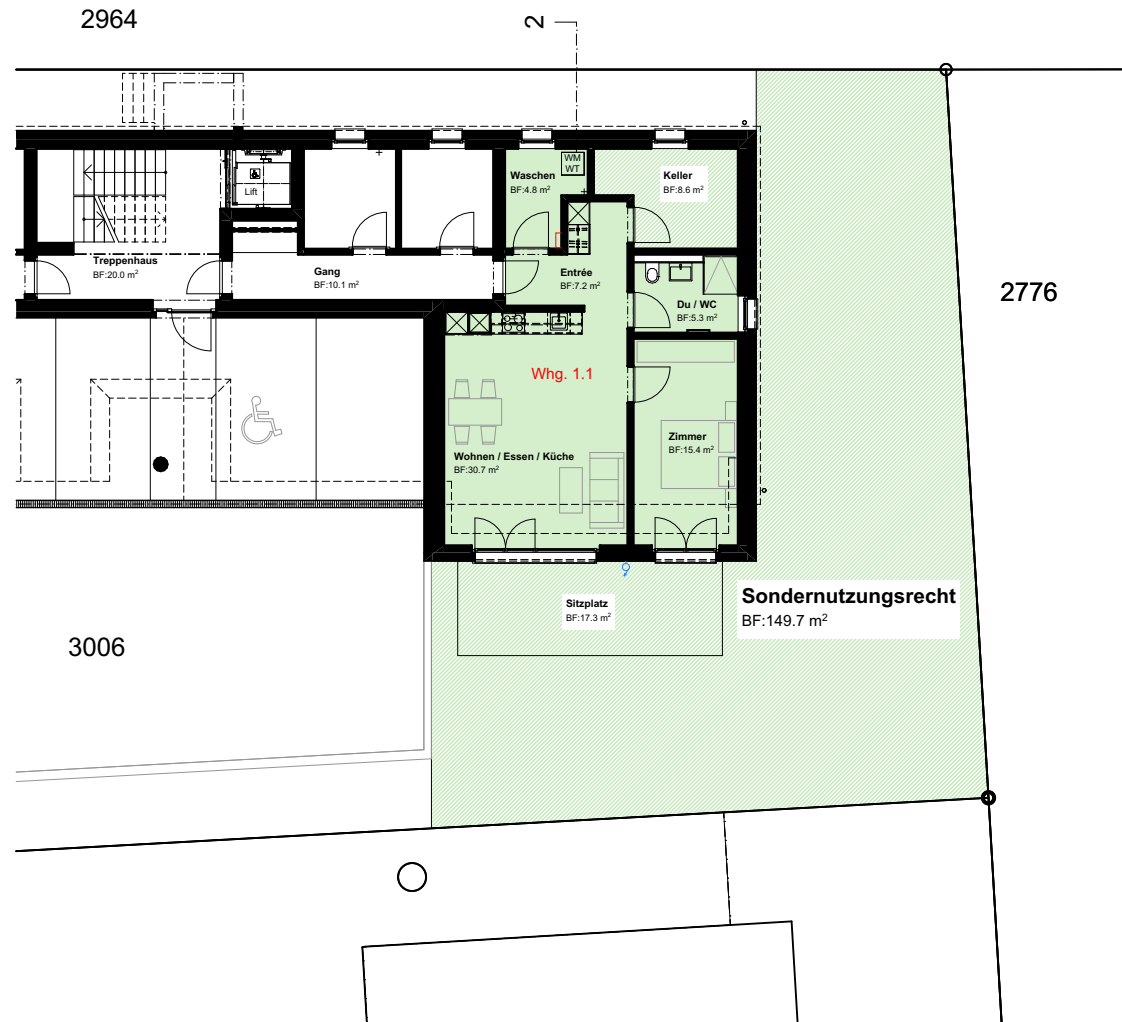 2964
2
WM
WT
Waschen
BF:4.8 m²
Keller
BF:8.6 m²
Lift
Treppenhaus
BF:20.0 m²
Gang
BF:10.1 m²
Entrée
BF:7.2 m²
Du / WC
BF:5.3 m²
2776
Whg. 1.1
Zimmer
BF:15.4 m²
Wohnen / Essen / Küche
BF:30.7 m²
Sitzplatz
BF:17.3 m²
Sondernutzungsrecht
BF:149.7 m²
3006